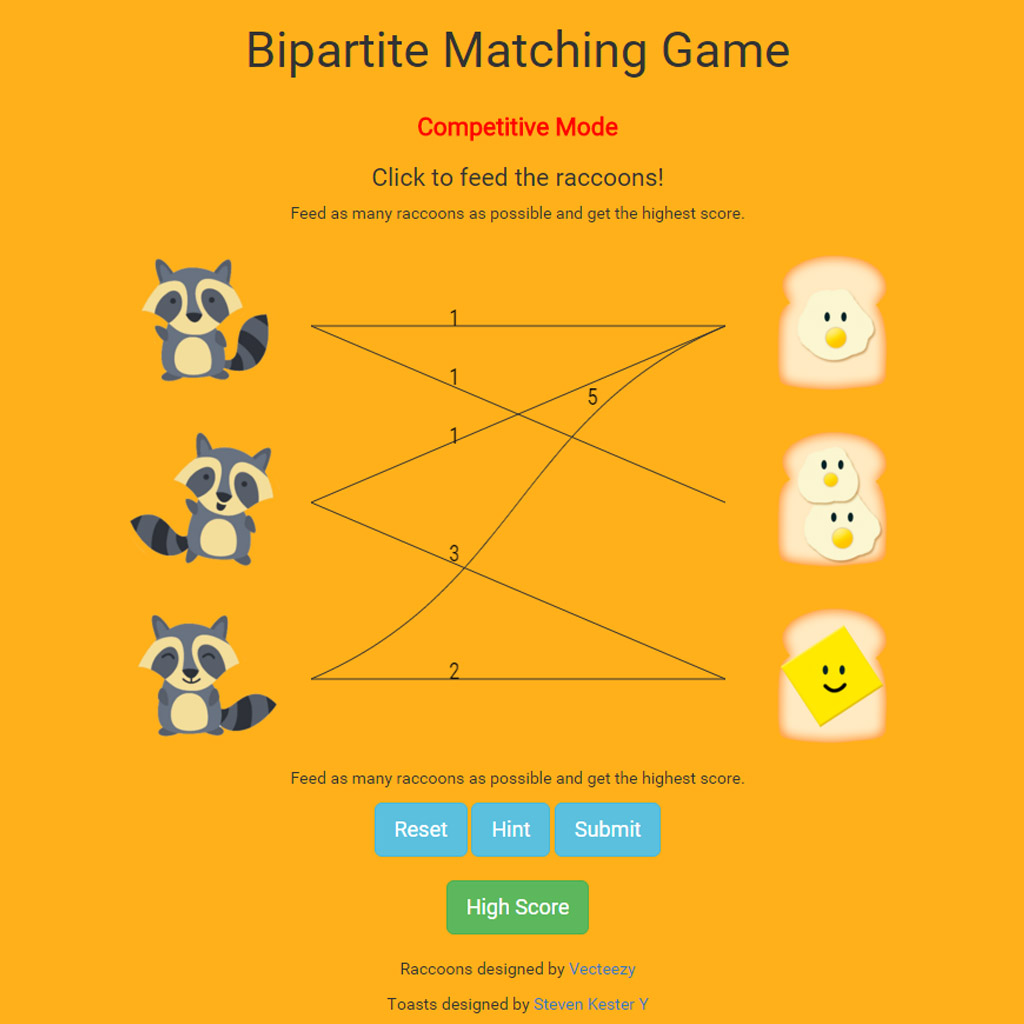 Bipartite Matching Game
Competitive Mode
Click to feed the raccoons!
Feed as many raccoons as possible and get the highest score.
1
1
5
1
3
2
Feed as many raccoons as possible and get the highest score.
Reset Hint Submit
High Score
Raccoons designed by Vecteezy
Toasts designed by Steven Kester Y